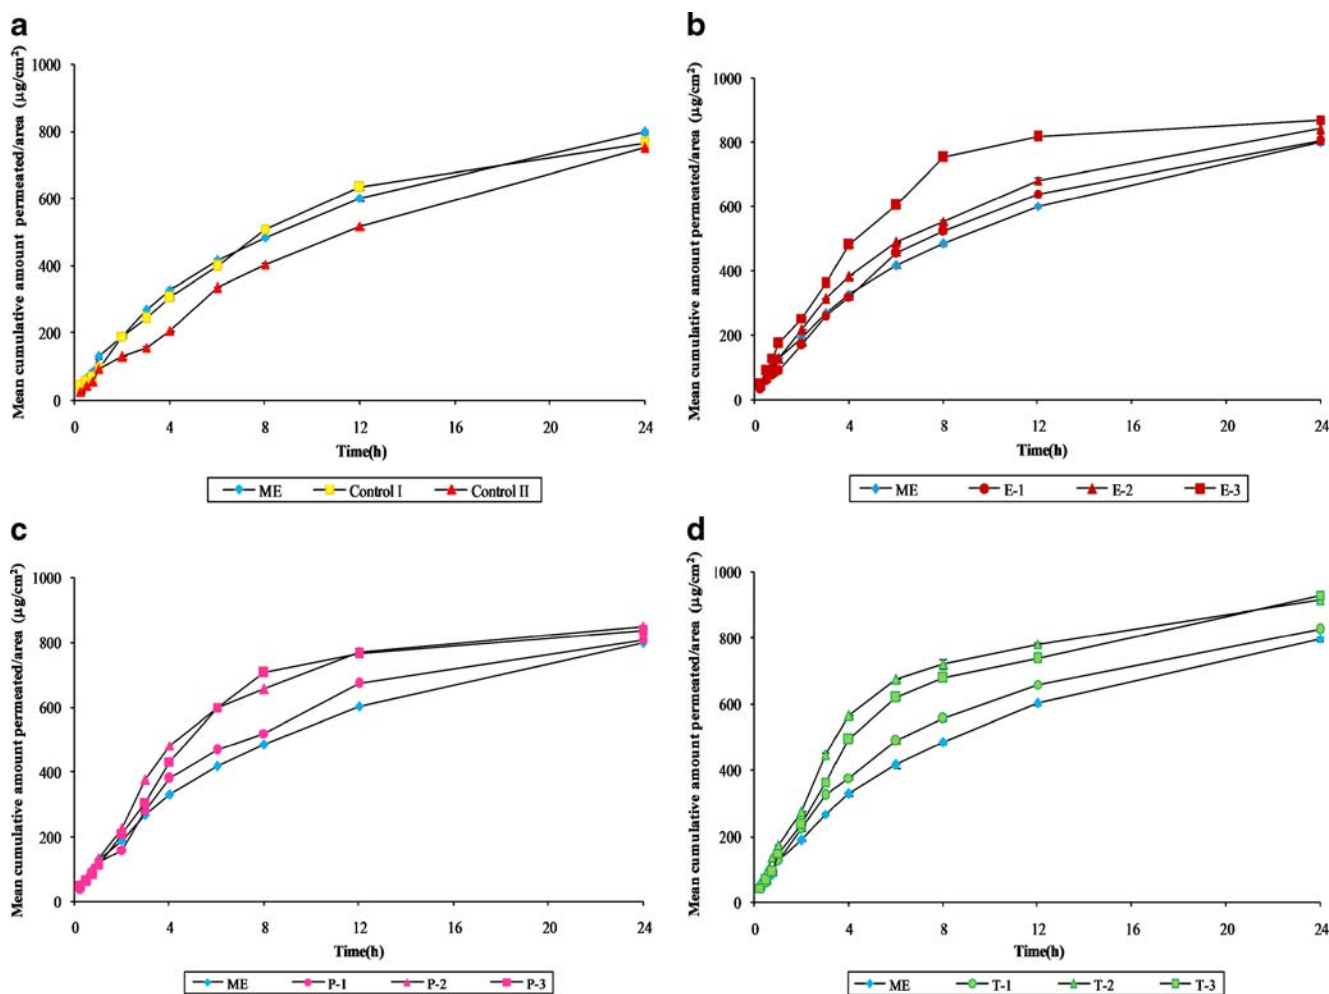 a
Mean cumulative amount permeated/area (µg/cm²)
1000
800
600
400
200
0
0 4 8 12 16 20 24
Time(h)
ME Control I Control II
b
Mean cumulative amount permeated/area (µg/cm²)
1000
800
600
400
200
0
0 4 8 12 16 20 24
Time(h)
ME E-1 E-2 E-3
c
Mean cumulative amount permeated/area (µg/cm²)
1000
800
600
400
200
0
0 4 8 12 16 20 24
Time(h)
ME P-1 P-2 P-3
d
Mean cumulative amount permeated/area (µg/cm²)
1000
800
600
400
200
0
0 4 8 12 16 20 24
Time(h)
ME T-1 T-2 T-3